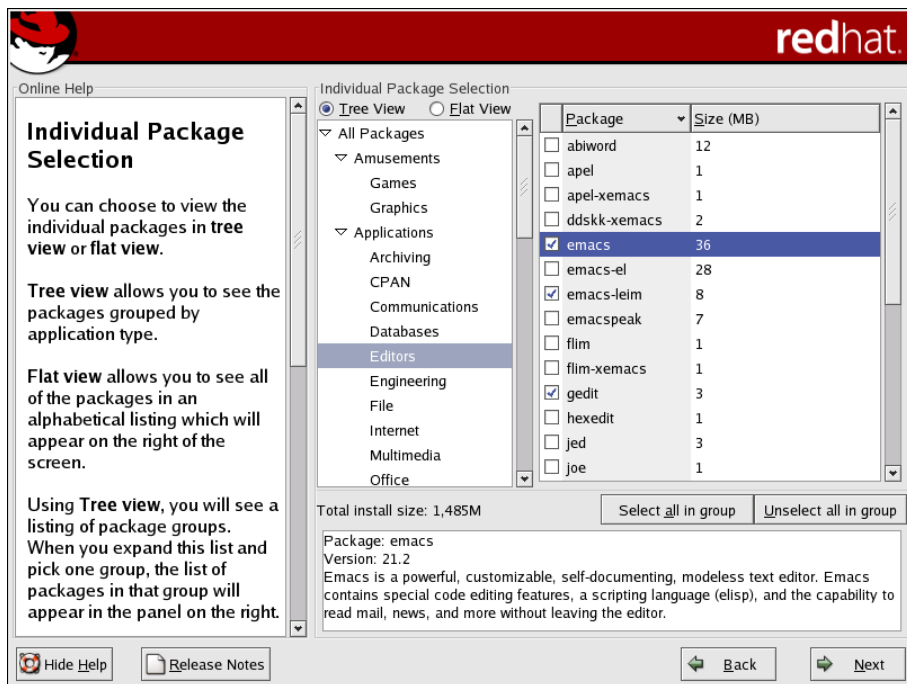 redhat.
Online Help
Individual Package
Selection
You can choose to view the
individual packages in tree
view or flat view.
Tree view allows you to see the
packages grouped by
application type.
Flat view allows you to see all
of the packages in an
alphabetical listing which will
appear on the right of the
screen.
Using Tree view, you will see a
listing of package groups.
When you expand this list and
pick one group, the list of
packages in that group will
appear in the panel on the right.
Individual Package Selection
Tree View Flat View
All Packages
Amusements
Games
Graphics
Applications
Archiving
CPAN
Communications
Databases
Editors
Engineering
File
Internet
Multimedia
Office
Package Size (MB)
abiword 12
apel 1
apel-xemacs 1
ddskk-xemacs 2
emacs 36
emacs-el 28
emacs-leim 8
emacspeak 7
flim 1
flim-xemacs 1
gedit 3
hexedit 1
jed 3
joe 1
Total install size: 1,485M
Select all in group Unselect all in group
Package: emacs
Version: 21.2
Emacs is a powerful, customizable, self-documenting, modeless text editor. Emacs
contains special code editing features, a scripting language (elisp), and the capability to
read mail, news, and more without leaving the editor.
Hide Help Release Notes Back Next